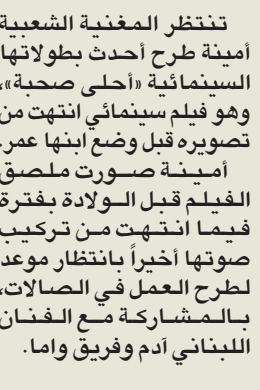 تنتظر المغنية الشعبية
أمينة طرح أحدث بطولاتها
السينمائية «أحلى صحبة»،
وهو فيلم سينمائي انتهت من
تصويره قبل وضع ابنها عمر.
أمينة صورت ملصق
الفيلم قبل الولادة بفترة
فيما انتهت من تركيب
صوتها أخيراً بانتظار موعد
لطرح العمل في الصالات،
بالمشاركة مع الفنان
اللبناني آدم وفريق واما.